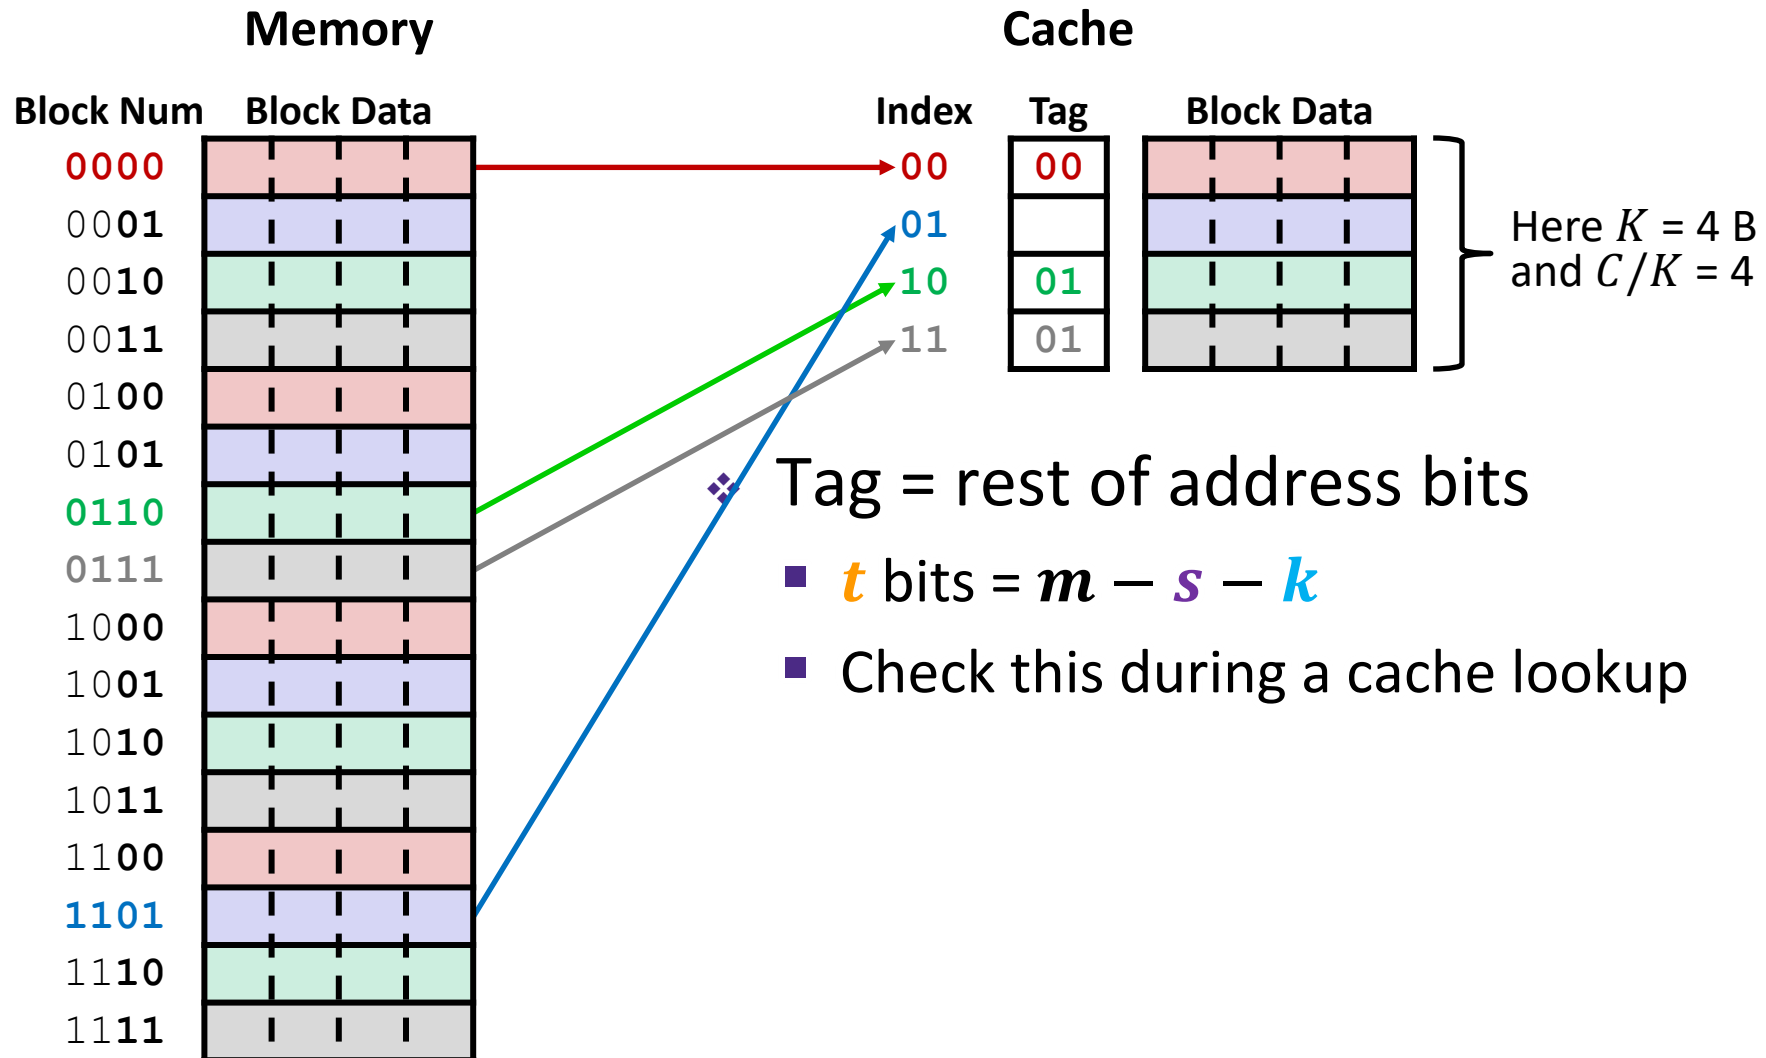 Memory Cache
Block Num Block Data Index Tag Block Data
0000 00 00
0001 01
0010 10 01
0011 11 01
Here K = 4 B
and C/K = 4
0100
0101
0110
0111
1000
1001
1010
1011
1100
1101
1110
1111
❖ Tag = rest of address bits
▪ t bits = m − s − k
▪ Check this during a cache lookup